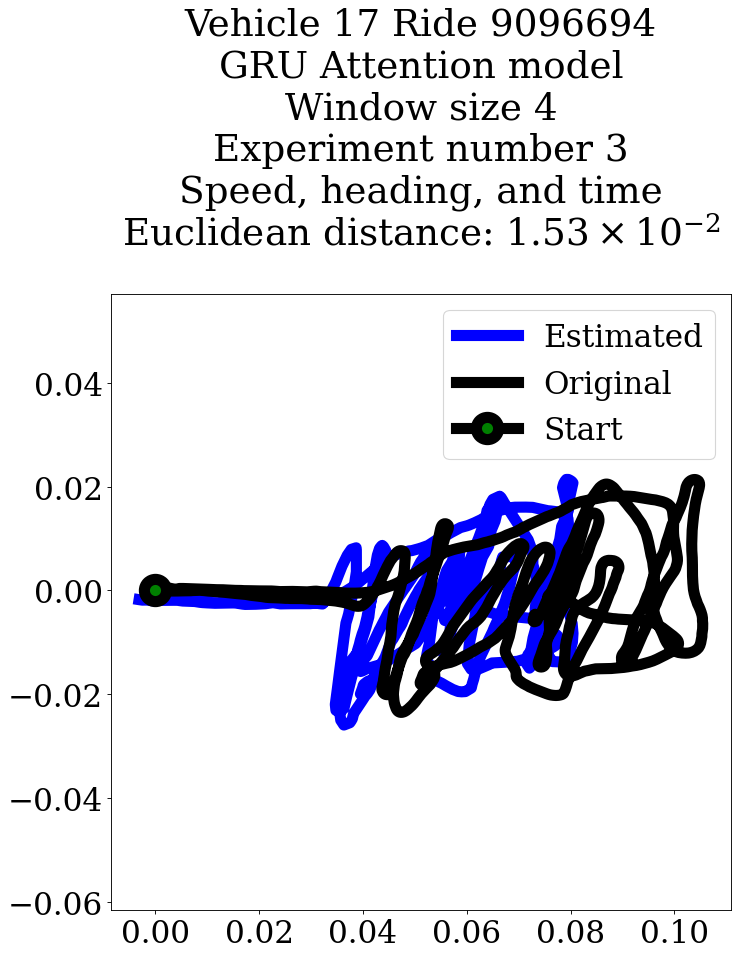 Vehicle 17 Ride 9096694
GRU Attention model
Window size 4
Experiment number 3
Speed, heading, and time
Euclidean distance: 1.53 × 10⁻²
Estimated
Original
Start
0.04
0.02
0.00
−0.02
−0.04
−0.06
0.00 0.02 0.04 0.06 0.08 0.10